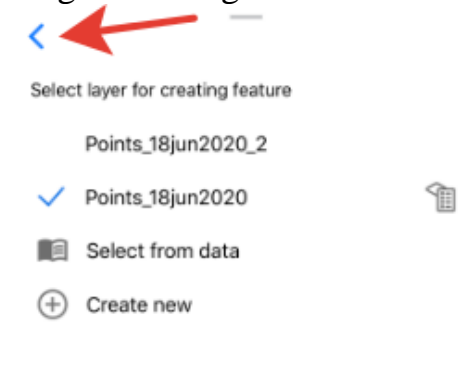 Select layer for creating feature
Points_18jun2020_2
Points_18jun2020
Select from data
Create new